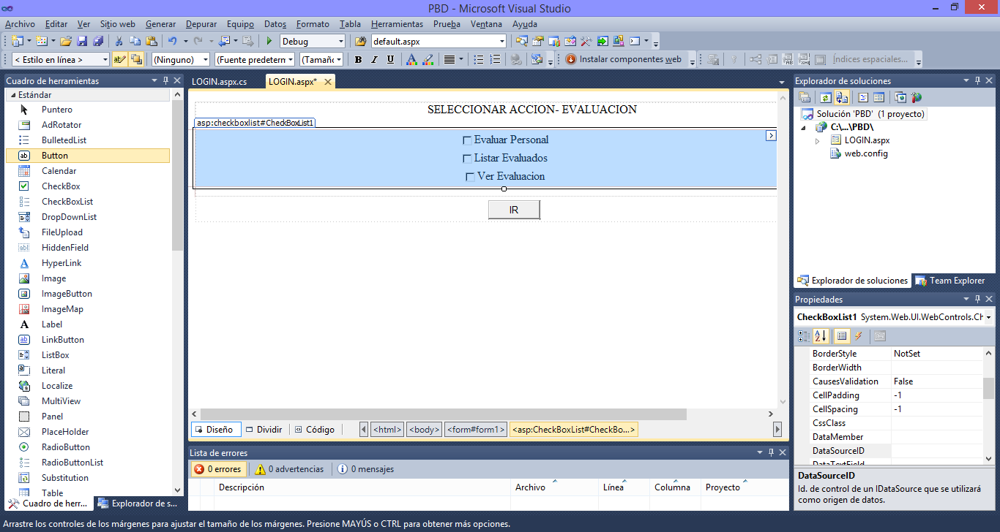 PBD - Microsoft Visual Studio
Archivo Editar Ver Sitio web Generar Depurar Equipo Datos Formato Tabla Herramientas Prueba Ventana Ayuda
Debug default.aspx
< Estilo en línea > (Ninguno) (Fuente predetern (Tamaño N K U Instalar componentes web Índices espaciales...
Cuadro de herramientas
Estándar
Puntero
AdRotator
BulletedList
Button
Calendar
CheckBox
CheckBoxList
DropDownList
FileUpload
HiddenField
HyperLink
Image
ImageButton
ImageMap
Label
LinkButton
ListBox
Literal
Localize
MultiView
Panel
PlaceHolder
RadioButton
RadioButtonList
Substitution
Table
Cuadro de herr... Explorador de s...
LOGIN.aspx.cs LOGIN.aspx*
SELECCIONAR ACCION- EVALUACION
asp:checkboxlist#CheckBoxList1
Evaluar Personal
Listar Evaluados
Ver Evaluacion
IR
Diseño Dividir Código <html> <body> <form#form1> <asp:CheckBoxList#CheckBo...>
Lista de errores
0 errores 0 advertencias 0 mensajes
Descripción Archivo Línea Columna Proyecto
Explorador de soluciones
Solución 'PBD' (1 proyecto)
C:\...\PBD\
LOGIN.aspx
web.config
Explorador de soluciones Team Explorer
Propiedades
CheckBoxList1 System.Web.UI.WebControls.Ch
BorderStyle NotSet
BorderWidth
CausesValidation False
CellPadding -1
CellSpacing -1
CssClass
DataMember
DataSourceID
DataTextField
DataSourceID
Id. de control de un IDataSource que se utilizará
como origen de datos.
Arrastre los controles de los márgenes para ajustar el tamaño de los márgenes. Presione MAYÚS o CTRL para obtener más opciones.